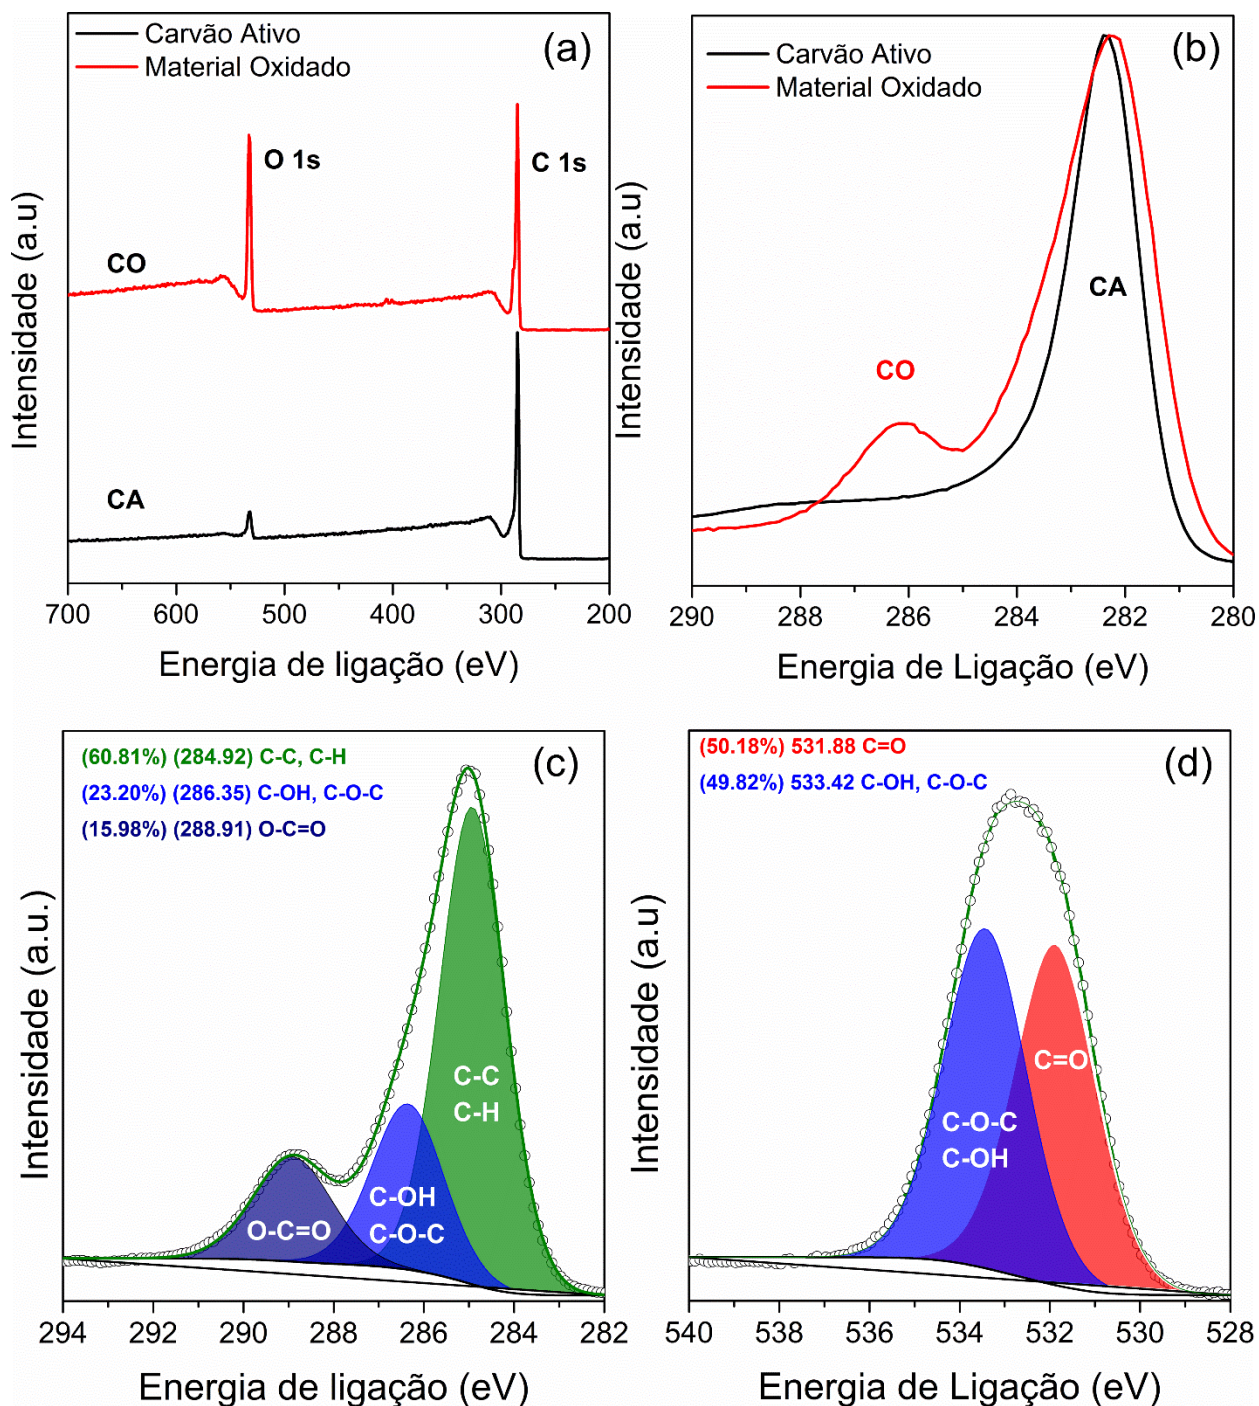 Carvão Ativo
Material Oxidado
(a)
O 1s
C 1s
CO
CA
Intensidade (a.u)
700 600 500 400 300 200
Energia de ligação (eV)
Carvão Ativo
Material Oxidado
(b)
CA
CO
Intensidade (a.u)
290 288 286 284 282 280
Energia de Ligação (eV)
(60.81%) (284.92) C-C, C-H
(23.20%) (286.35) C-OH, C-O-C
(15.98%) (288.91) O-C=O
(c)
C-C
C-H
C-OH
C-O-C
O-C=O
Intensidade (a.u.)
294 292 290 288 286 284 282
Energia de ligação (eV)
(50.18%) 531.88 C=O
(49.82%) 533.42 C-OH, C-O-C
(d)
C=O
C-O-C
C-OH
Intensidade (a.u)
540 538 536 534 532 530 528
Energia de Ligação (eV)